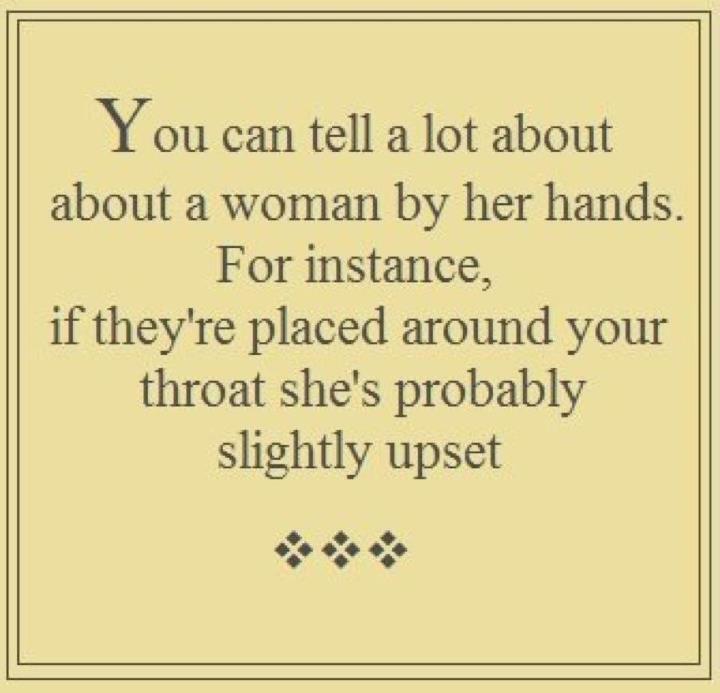 You can tell a lot about
about a woman by her hands.
For instance,
if they're placed around your
throat she's probably
slightly upset